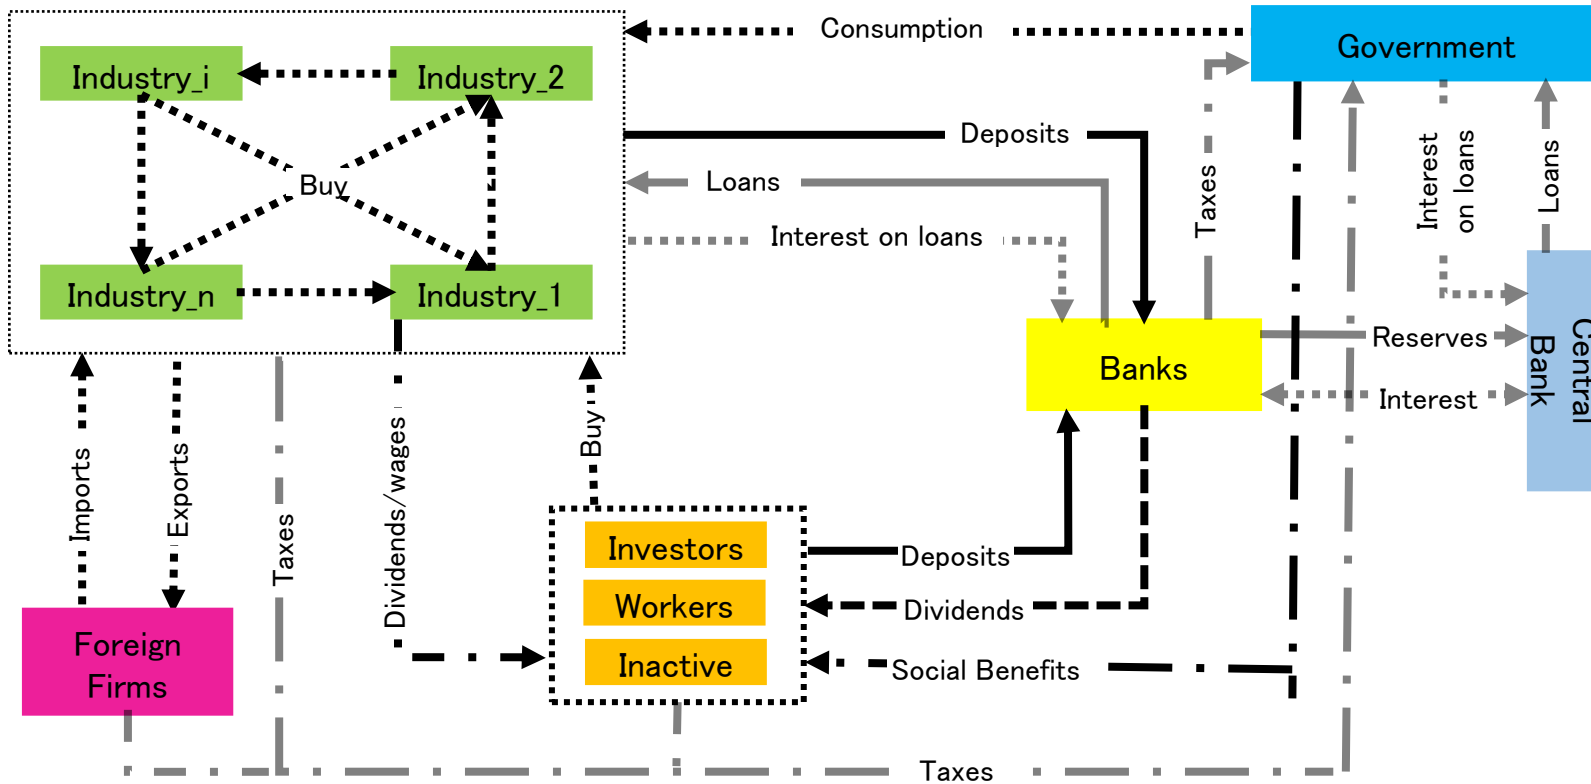 Consumption
Government
Industry_i
Industry_2
Deposits
Buy
Loans
Taxes
Interest
on loans
Loans
Interest on loans
Industry_n
Industry_1
Banks
Reserves
Interest
Central
Bank
Imports
Exports
Taxes
Dividends/wages
Buy
Investors
Workers
Inactive
Deposits
Dividends
Social Benefits
Foreign
Firms
Taxes